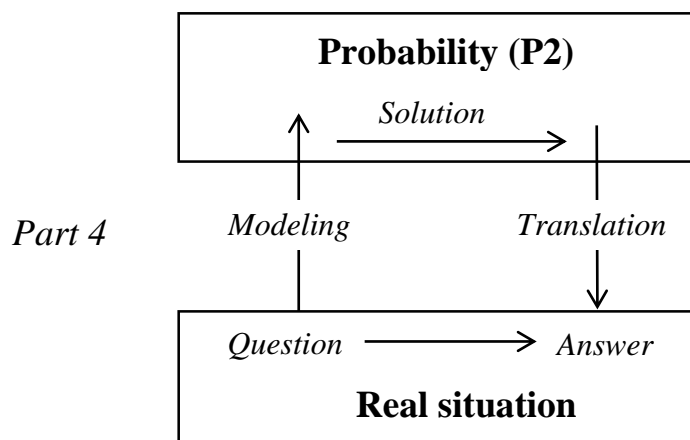 Probability (P2)
Solution
Part 4
Modeling
Translation
Question
Answer
Real situation